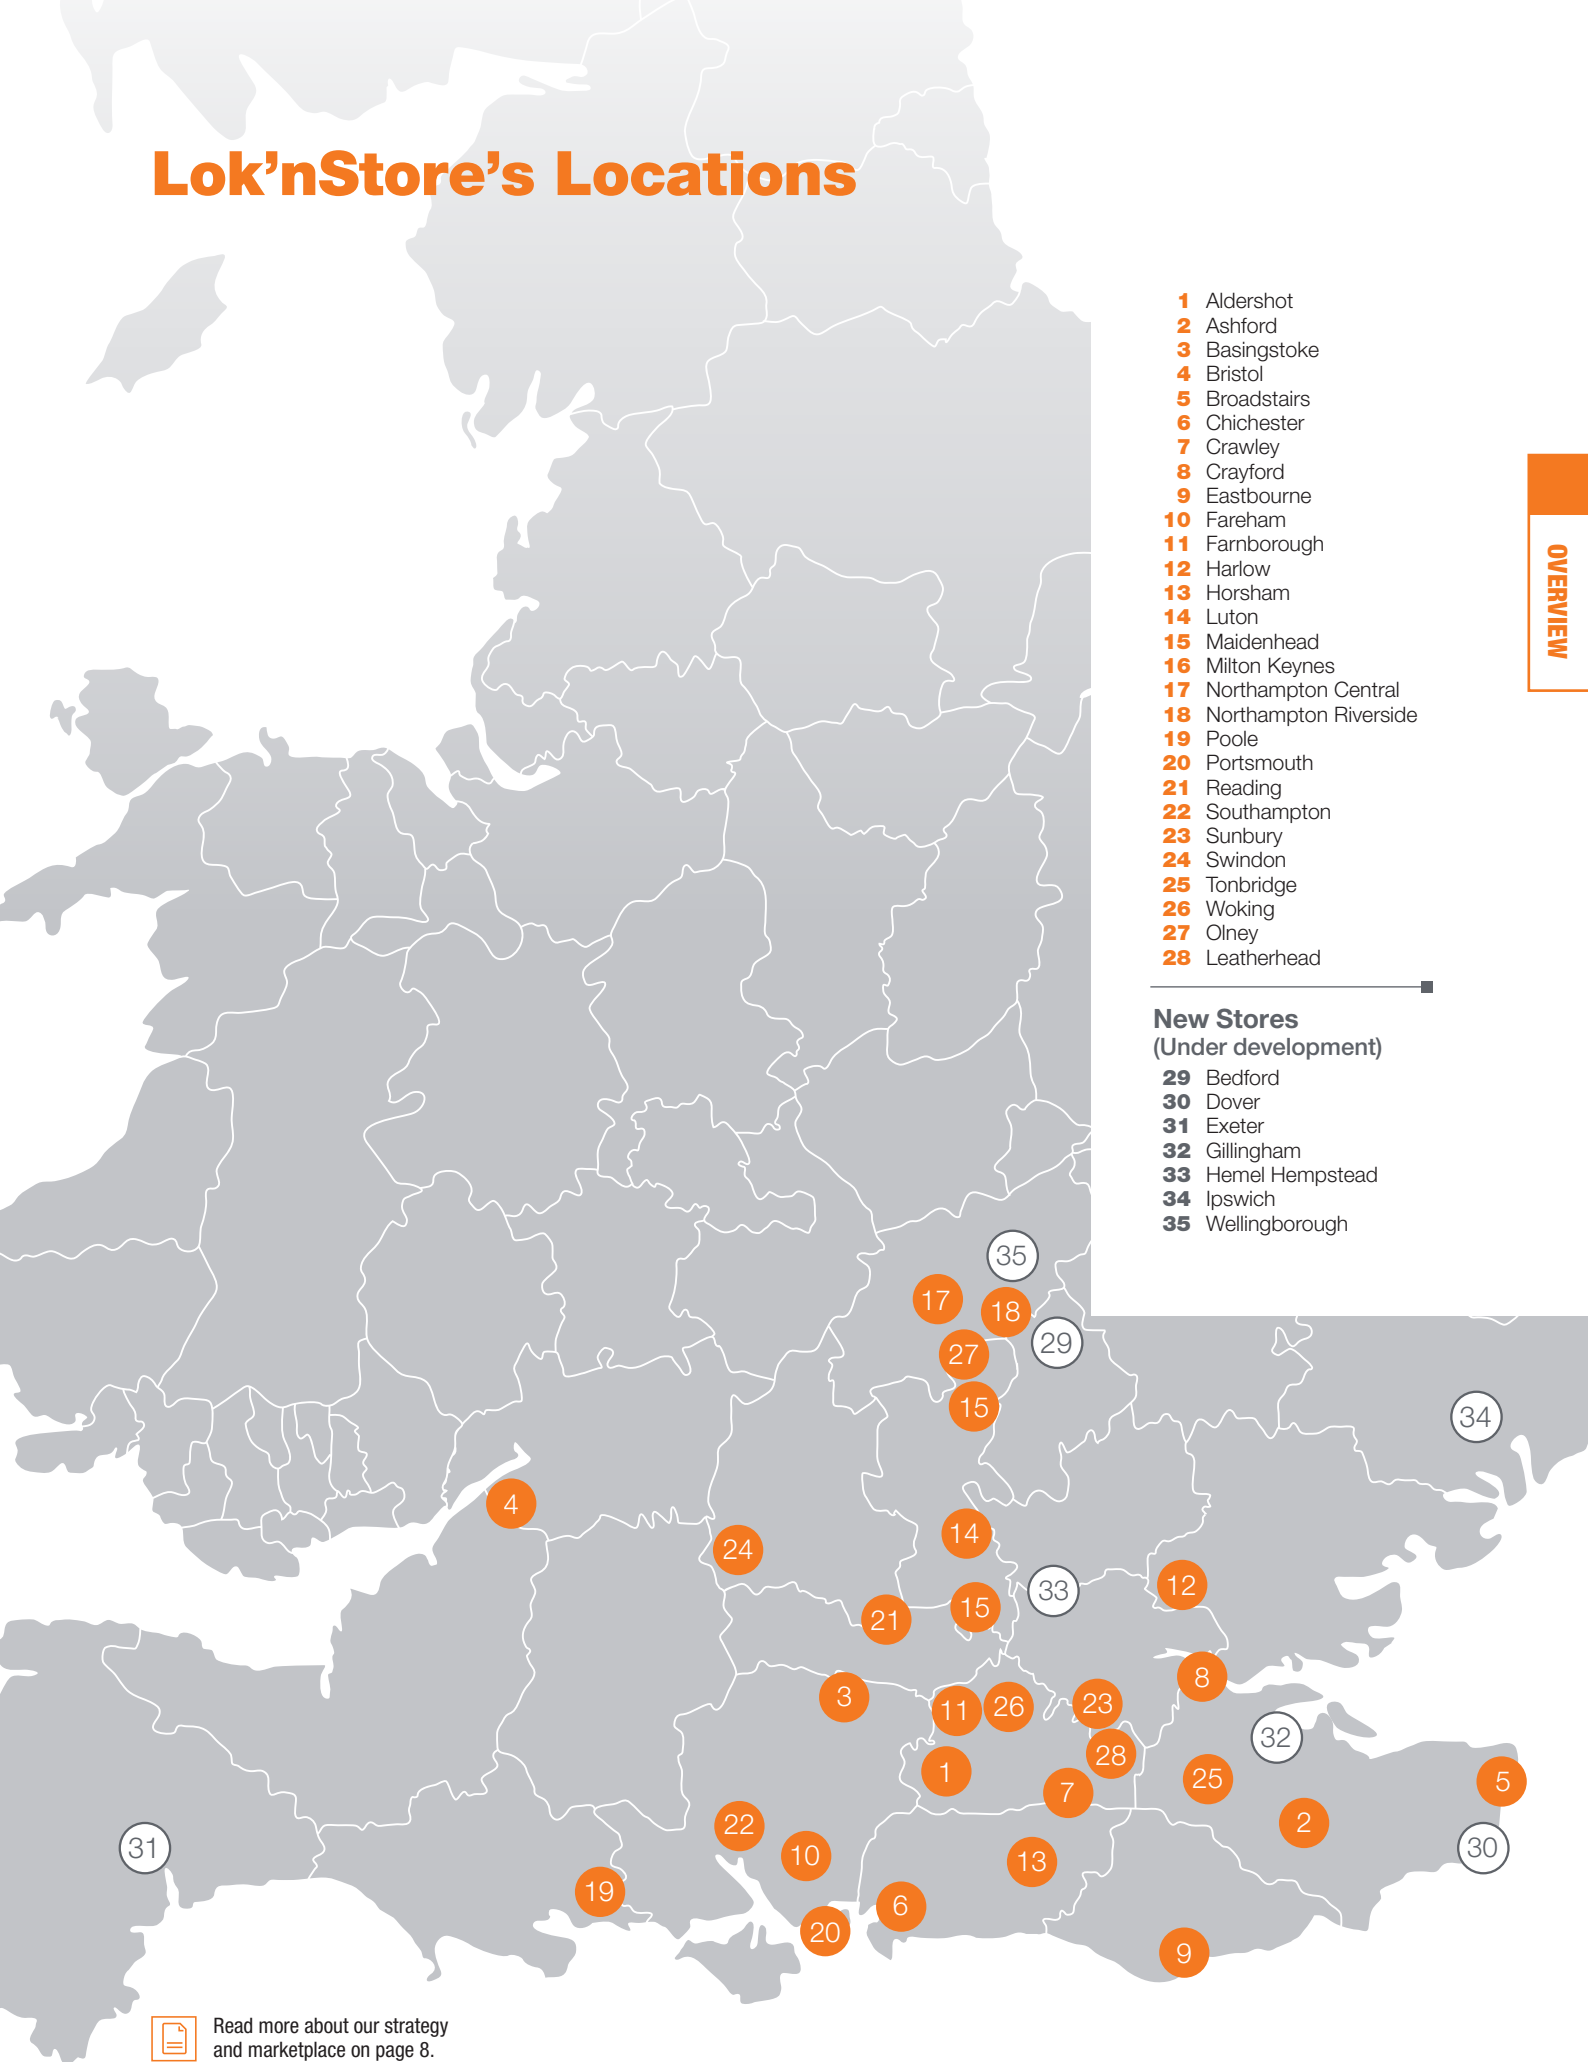 Lok’nStore’s Locations
1 Aldershot
2 Ashford
3 Basingstoke
4 Bristol
5 Broadstairs
6 Chichester
7 Crawley
8 Crayford
9 Eastbourne
10 Fareham
11 Farnborough
12 Harlow
13 Horsham
14 Luton
15 Maidenhead
16 Milton Keynes
17 Northampton Central
18 Northampton Riverside
19 Poole
20 Portsmouth
21 Reading
22 Southampton
23 Sunbury
24 Swindon
25 Tonbridge
26 Woking
27 Olney
28 Leatherhead
New Stores
(Under development)
29 Bedford
30 Dover
31 Exeter
32 Gillingham
33 Hemel Hempstead
34 Ipswich
35 Wellingborough
OVERVIEW
35
17
18
29
27
15
34
4
14
24
12
33
15
21
8
3
11
26
23
32
28
1
25
5
7
2
22
31
30
10
13
19
6
20
9
Read more about our strategy
and marketplace on page 8.